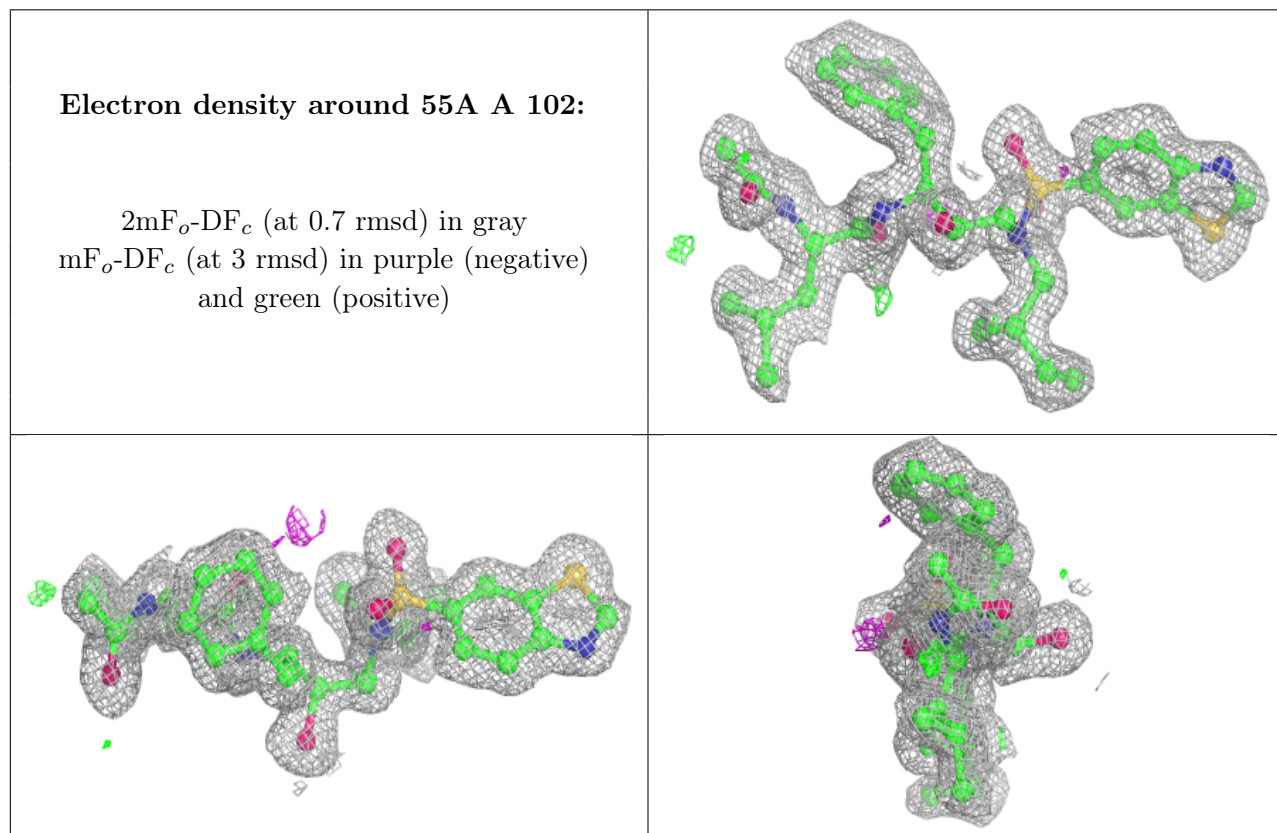 Electron density around 55A A 102:
2mFo-DFc (at 0.7 rmsd) in gray
mFo-DFc (at 3 rmsd) in purple (negative)
and green (positive)